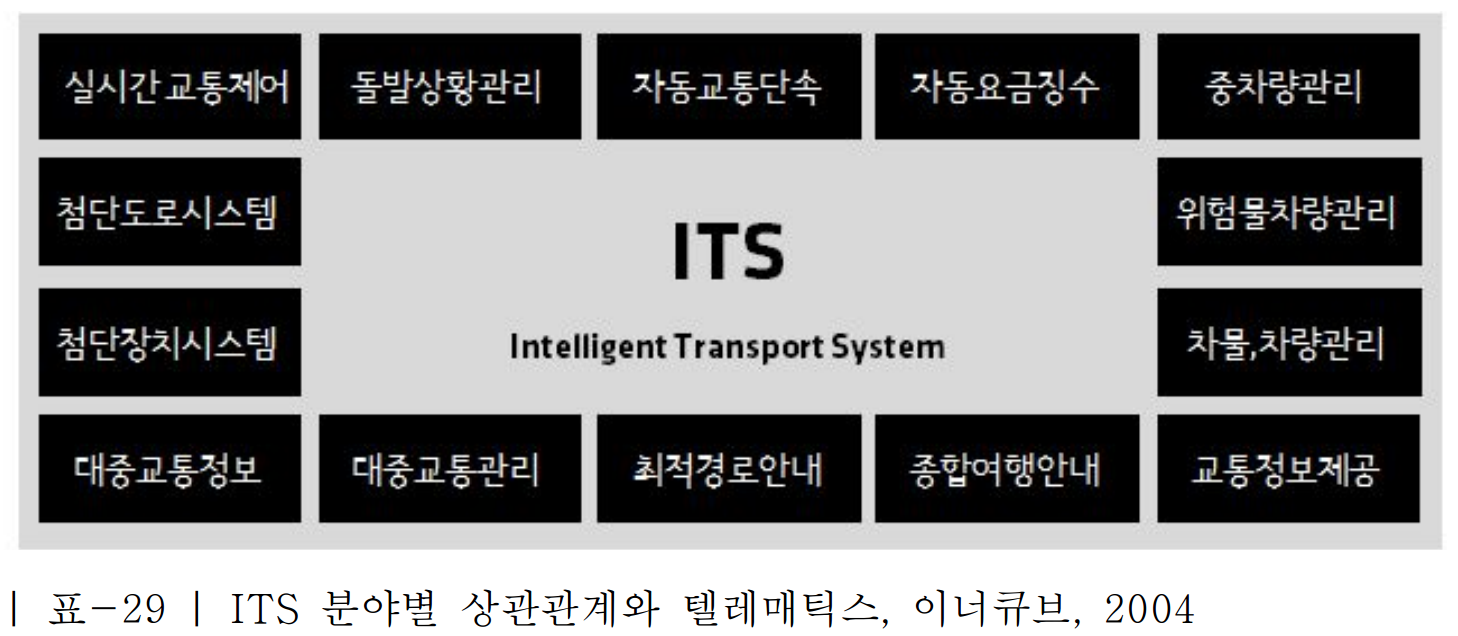 실시간 교통제어 돌발상황관리 자동교통단속 자동요금징수 중차량관리
첨단도로시스템 위험물차량관리
ITS
첨단장치시스템 Intelligent Transport System 차물,차량관리
대중교통정보 대중교통관리 최적경로안내 종합여행안내 교통정보제공
| 표-29 | ITS 분야별 상관관계와 텔레매틱스, 이너큐브, 2004